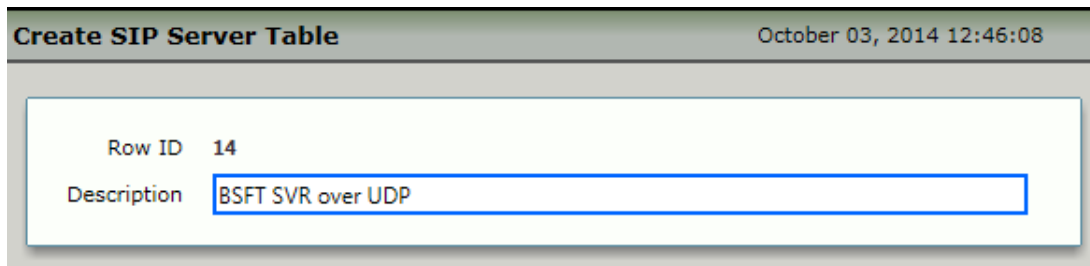 Create SIP Server Table October 03, 2014 12:46:08
Row ID 14
Description BSFT SVR over UDP